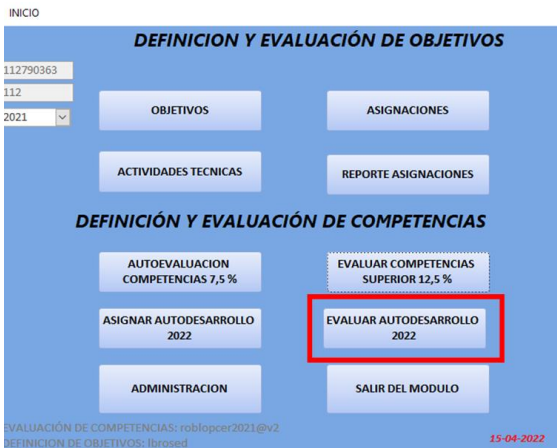 INICIO
DEFINICION Y EVALUACIÓN DE OBJETIVOS
112790363
112
2021
OBJETIVOS
ASIGNACIONES
ACTIVIDADES TECNICAS
REPORTE ASIGNACIONES
DEFINICIÓN Y EVALUACIÓN DE COMPETENCIAS
AUTOEVALUACION
COMPETENCIAS 7,5 %
EVALUAR COMPETENCIAS
SUPERIOR 12,5 %
ASIGNAR AUTODESARROLLO
2022
EVALUAR AUTODESARROLLO
2022
ADMINISTRACION
SALIR DEL MODULO
EVALUACIÓN DE COMPETENCIAS: roblopcer2021@v2
DEFINICION DE OBJETIVOS: lbrosed
15-04-2022